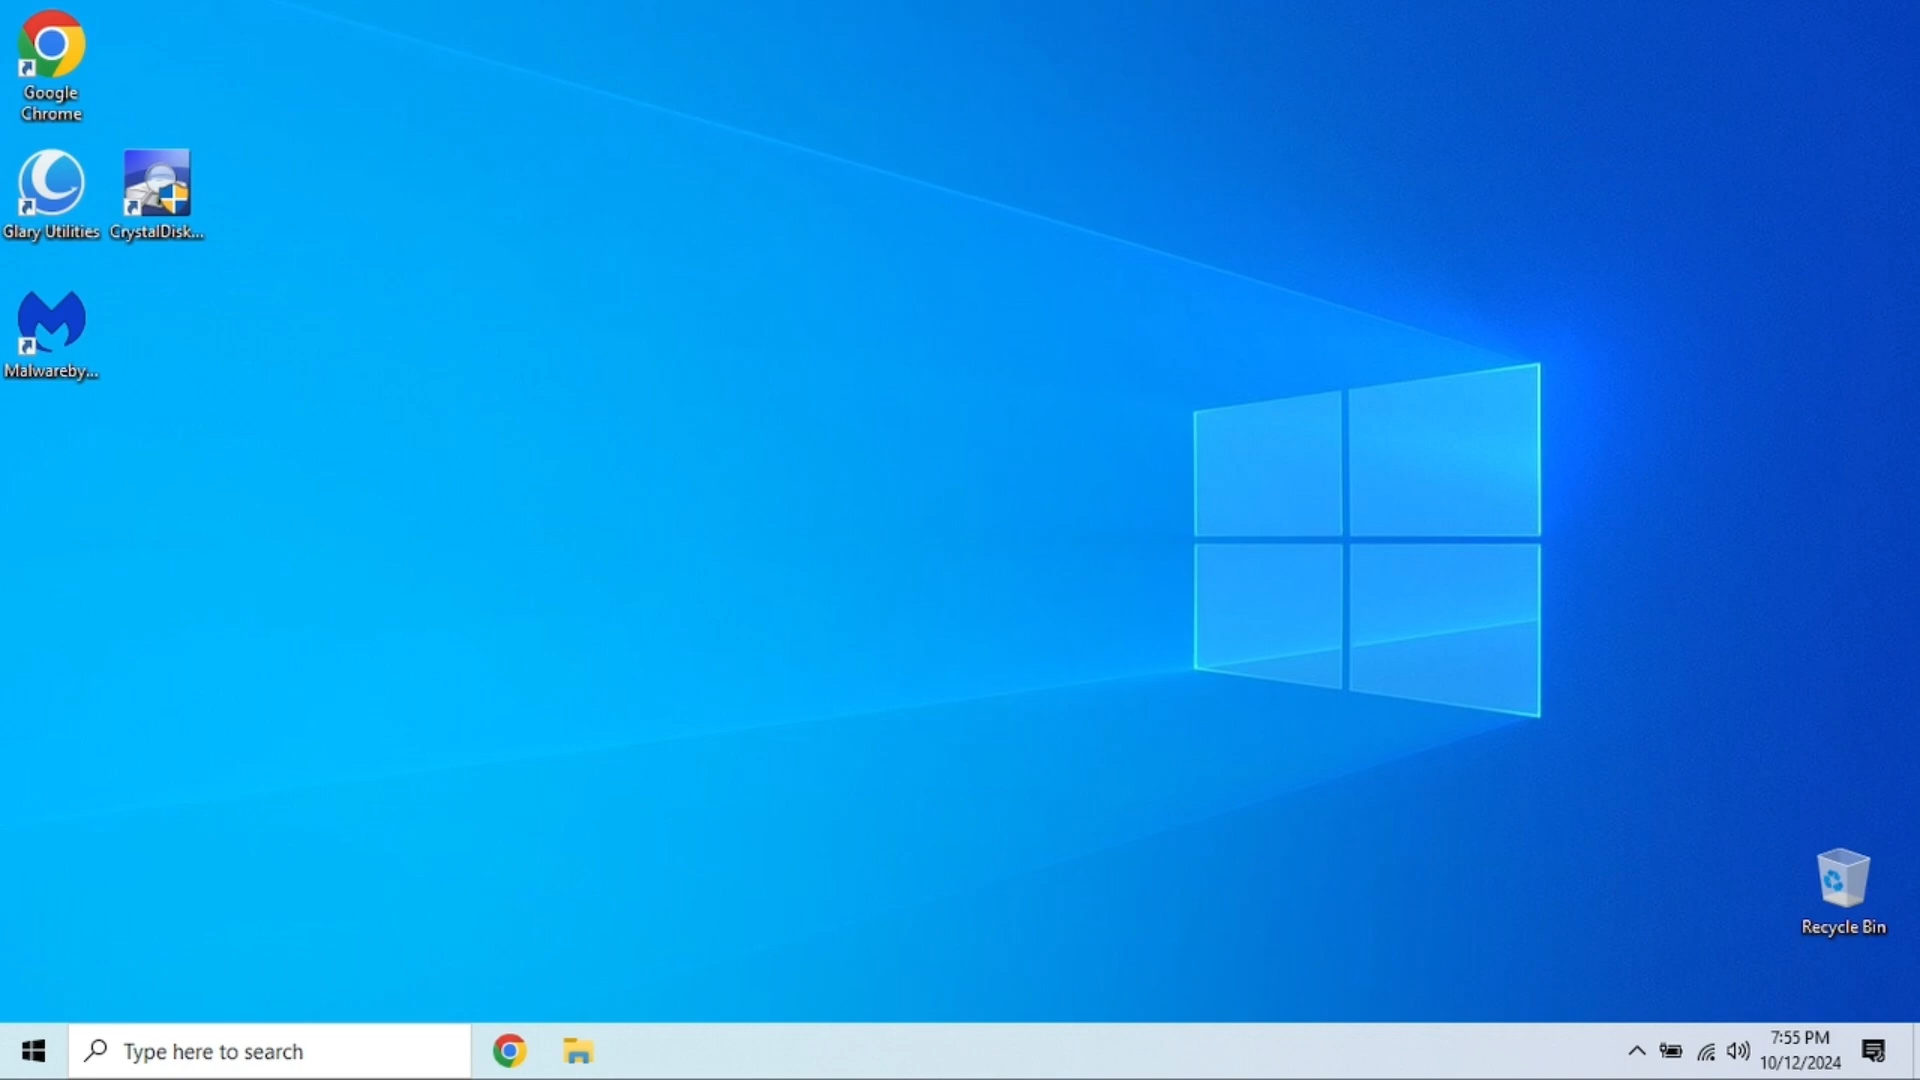 Google
Chrome
Glary Utilities
CrystalDisk...
Malwareby...
Recycle Bin
Type here to search
7:55 PM
10/12/2024